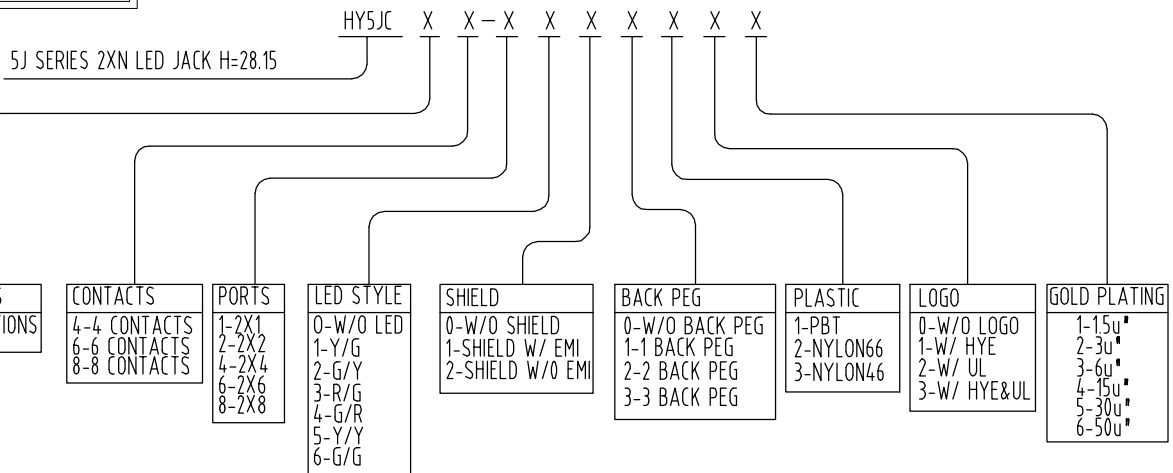 HY5JC X X-X X X X X X X
5J SERIES 2XN LED JACK H=28.15
S
TIONS
CONTACTS
4-4 CONTACTS
6-6 CONTACTS
8-8 CONTACTS
PORTS
1-2X1
2-2X2
4-2X4
6-2X6
8-2X8
LED STYLE
0-W/O LED
1-Y/G
2-G/Y
3-R/G
4-G/R
5-Y/Y
6-G/G
SHIELD
0-W/O SHIELD
1-SHIELD W/ EMI
2-SHIELD W/O EMI
BACK PEG
0-W/O BACK PEG
1-1 BACK PEG
2-2 BACK PEG
3-3 BACK PEG
PLASTIC
1-PBT
2-NYLON66
3-NYLON46
LOGO
0-W/O LOGO
1-W/ HYE
2-W/ UL
3-W/ HYE&UL
GOLD PLATING
1-1.5u"
2-3u"
3-6u"
4-15u"
5-30u"
6-50u"